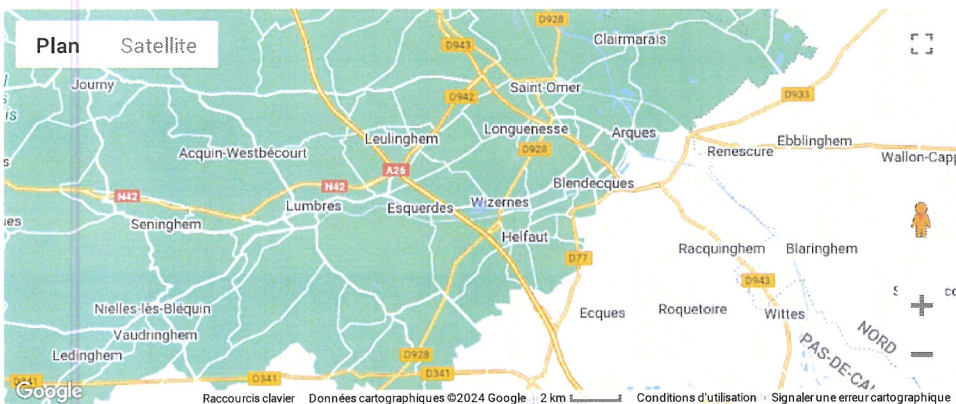 Plan Satellite
D928
D943
Clairmarais
Journy
Saint-Omer
D942
D933
Leulinghem
Longuenesse
Arques
Ebblinghem
Acquin-Westbécourt
D928
Renescure
Wallon-Capp
A26
N42
Blendecques
N42
Lumbres
Esquerdes
Wizernes
Seninghem
Helfaut
Racquinghem
Blaringhem
D77
D943
Nielles-lès-Bléquin
Ecques
Roquetoire
Wittes
Vaudringhem
NORD
Ledinghem
D928
PAS-DE-CAL
D341
D341
D341
Google
Raccourcis clavier Données cartographiques ©2024 Google 2 km Conditions d'utilisation Signaler une erreur cartographique